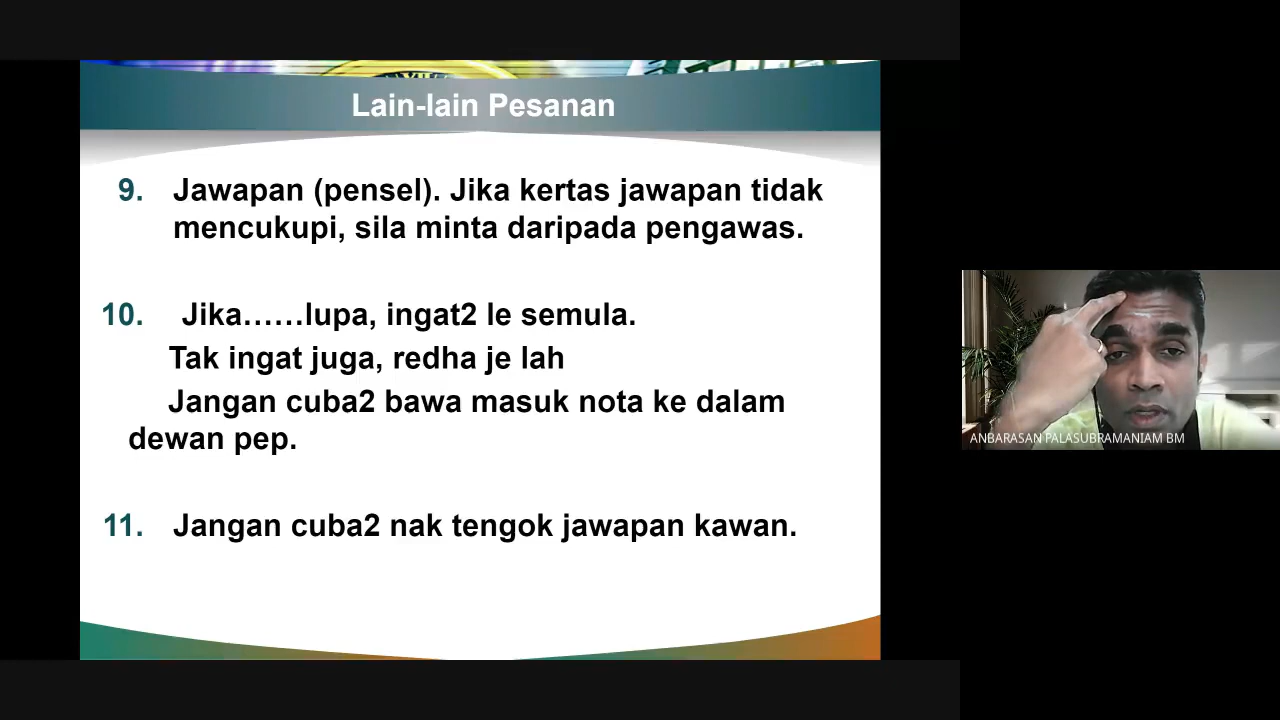 Lain-lain Pesanan
9. Jawapan (pensel). Jika kertas jawapan tidak
mencukupi, sila minta daripada pengawas.
10. Jika......lupa, ingat2 le semula.
Tak ingat juga, redha je lah
Jangan cuba2 bawa masuk nota ke dalam
dewan pep.
11. Jangan cuba2 nak tengok jawapan kawan.
ANBARASAN PALASUBRAMANIAM BM